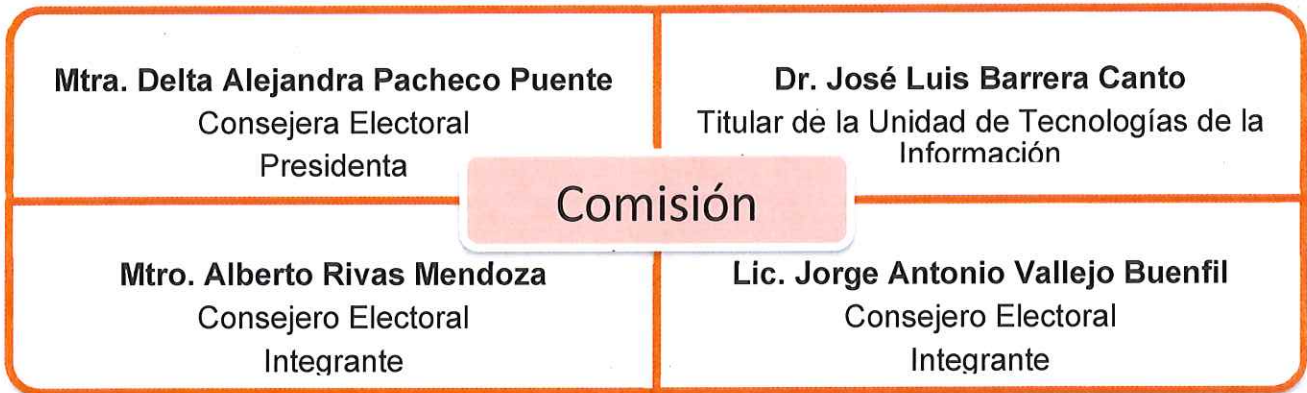 Mtra. Delta Alejandra Pacheco Puente
Consejera Electoral
Presidenta
Dr. José Luis Barrera Canto
Titular de la Unidad de Tecnologías de la
Información
Comisión
Mtro. Alberto Rivas Mendoza
Consejero Electoral
Integrante
Lic. Jorge Antonio Vallejo Buenfil
Consejero Electoral
Integrante